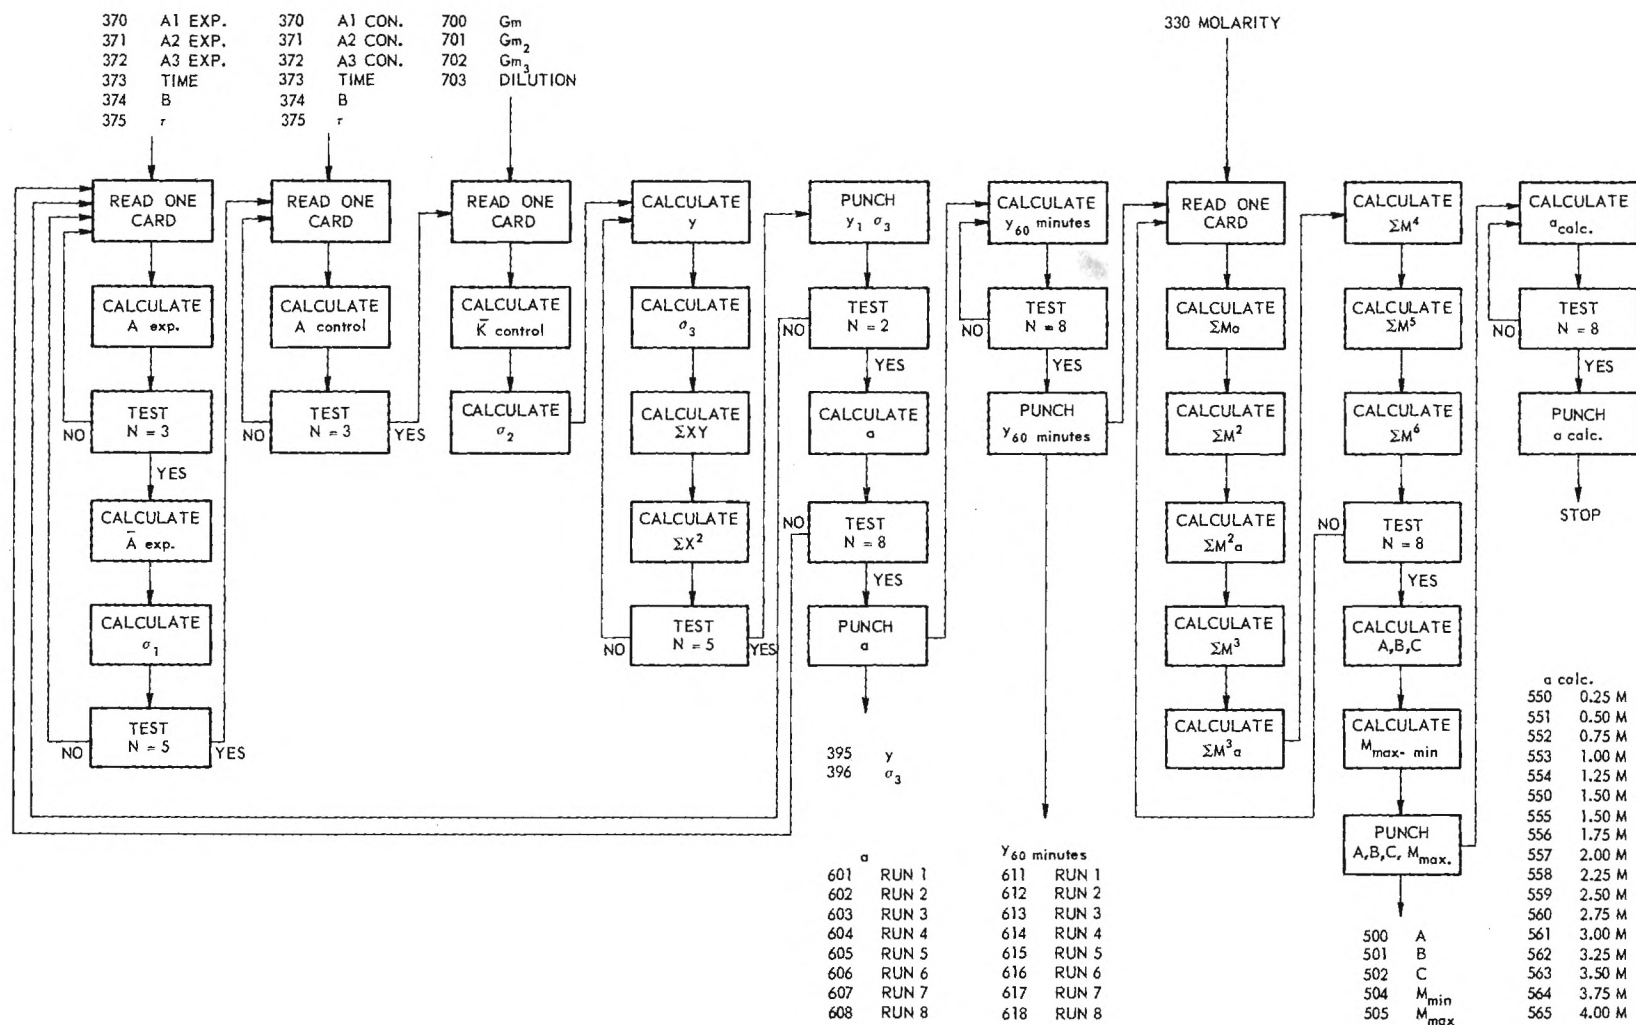 370 A1 EXP.
371 A2 EXP.
372 A3 EXP.
373 TIME
374 B
375 τ
370 A1 CON.
371 A2 CON.
372 A3 CON.
373 TIME
374 B
375 τ
700 Gm
701 Gm₂
702 Gm₃
703 DILUTION
330 MOLARITY
READ ONE
CARD
CALCULATE
A exp.
TEST
N = 3
NO
YES
CALCULATE
Ā exp.
CALCULATE
σ₁
TEST
N = 5
NO
YES
READ ONE
CARD
CALCULATE
A control
TEST
N = 3
NO
YES
READ ONE
CARD
CALCULATE
K̄ control
CALCULATE
σ₂
CALCULATE
y
CALCULATE
σ₃
CALCULATE
ΣXY
CALCULATE
ΣX²
TEST
N = 5
NO
YES
PUNCH
y₁ σ₃
TEST
N = 2
NO
YES
CALCULATE
a
TEST
N = 8
NO
YES
PUNCH
a
395 y
396 σ₃
a
601 RUN 1
602 RUN 2
603 RUN 3
604 RUN 4
605 RUN 5
606 RUN 6
607 RUN 7
608 RUN 8
CALCULATE
y₆₀ minutes
TEST
N = 8
NO
YES
PUNCH
y₆₀ minutes
y₆₀ minutes
611 RUN 1
612 RUN 2
613 RUN 3
614 RUN 4
615 RUN 5
616 RUN 6
617 RUN 7
618 RUN 8
READ ONE
CARD
CALCULATE
ΣMa
CALCULATE
ΣM²
CALCULATE
ΣM²a
CALCULATE
ΣM³
CALCULATE
ΣM³a
CALCULATE
ΣM⁴
CALCULATE
ΣM⁵
CALCULATE
ΣM⁶
TEST
N = 8
NO
YES
CALCULATE
A,B,C
CALCULATE
Mmax- min
PUNCH
A,B,C, Mmax.
500 A
501 B
502 C
504 Mmin
505 Mmax
CALCULATE
acalc.
TEST
N = 8
NO
YES
PUNCH
a calc.
STOP
a calc.
550 0.25 M
551 0.50 M
552 0.75 M
553 1.00 M
554 1.25 M
550 1.50 M
555 1.50 M
556 1.75 M
557 2.00 M
558 2.25 M
559 2.50 M
560 2.75 M
561 3.00 M
562 3.25 M
563 3.50 M
564 3.75 M
565 4.00 M